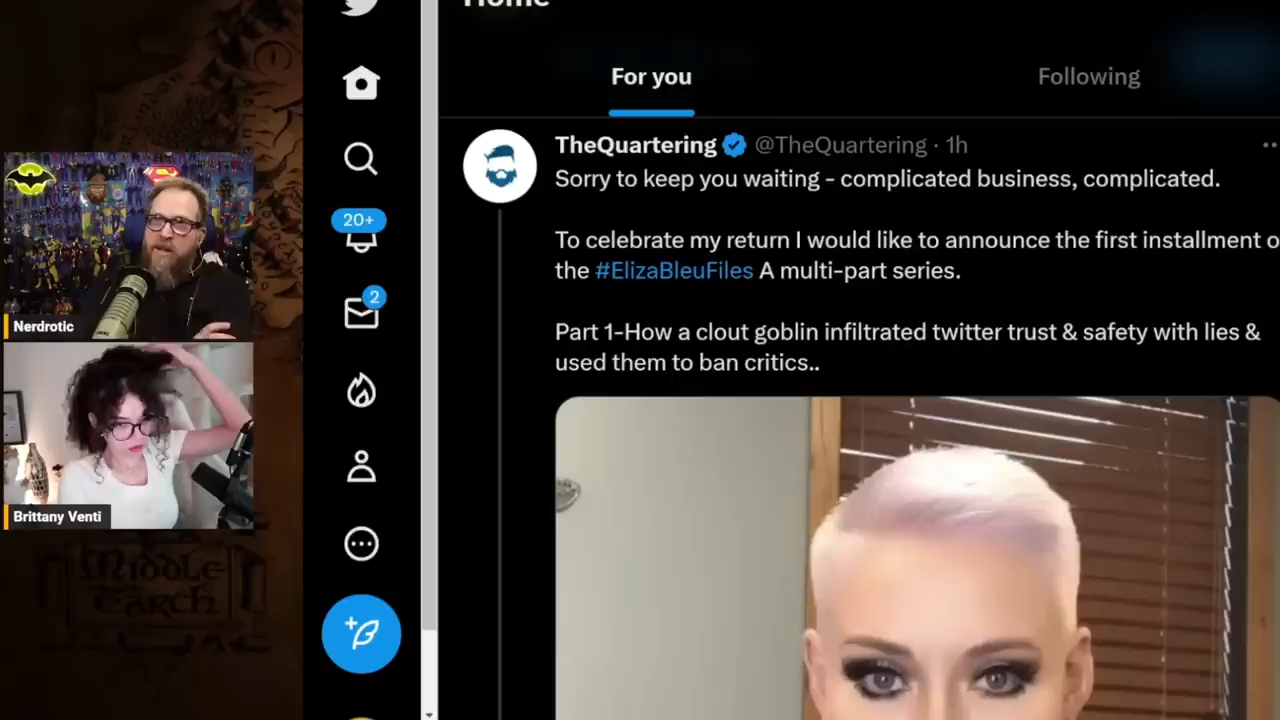 Home
For you
Following
TheQuartering @TheQuartering · 1h
Sorry to keep you waiting - complicated business, complicated.
To celebrate my return I would like to announce the first installment o
the #ElizaBleuFiles A multi-part series.
Part 1-How a clout goblin infiltrated twitter trust & safety with lies &
used them to ban critics..
20+
2
Nerdrotic
Brittany Venti
MIDDLE
EARTH